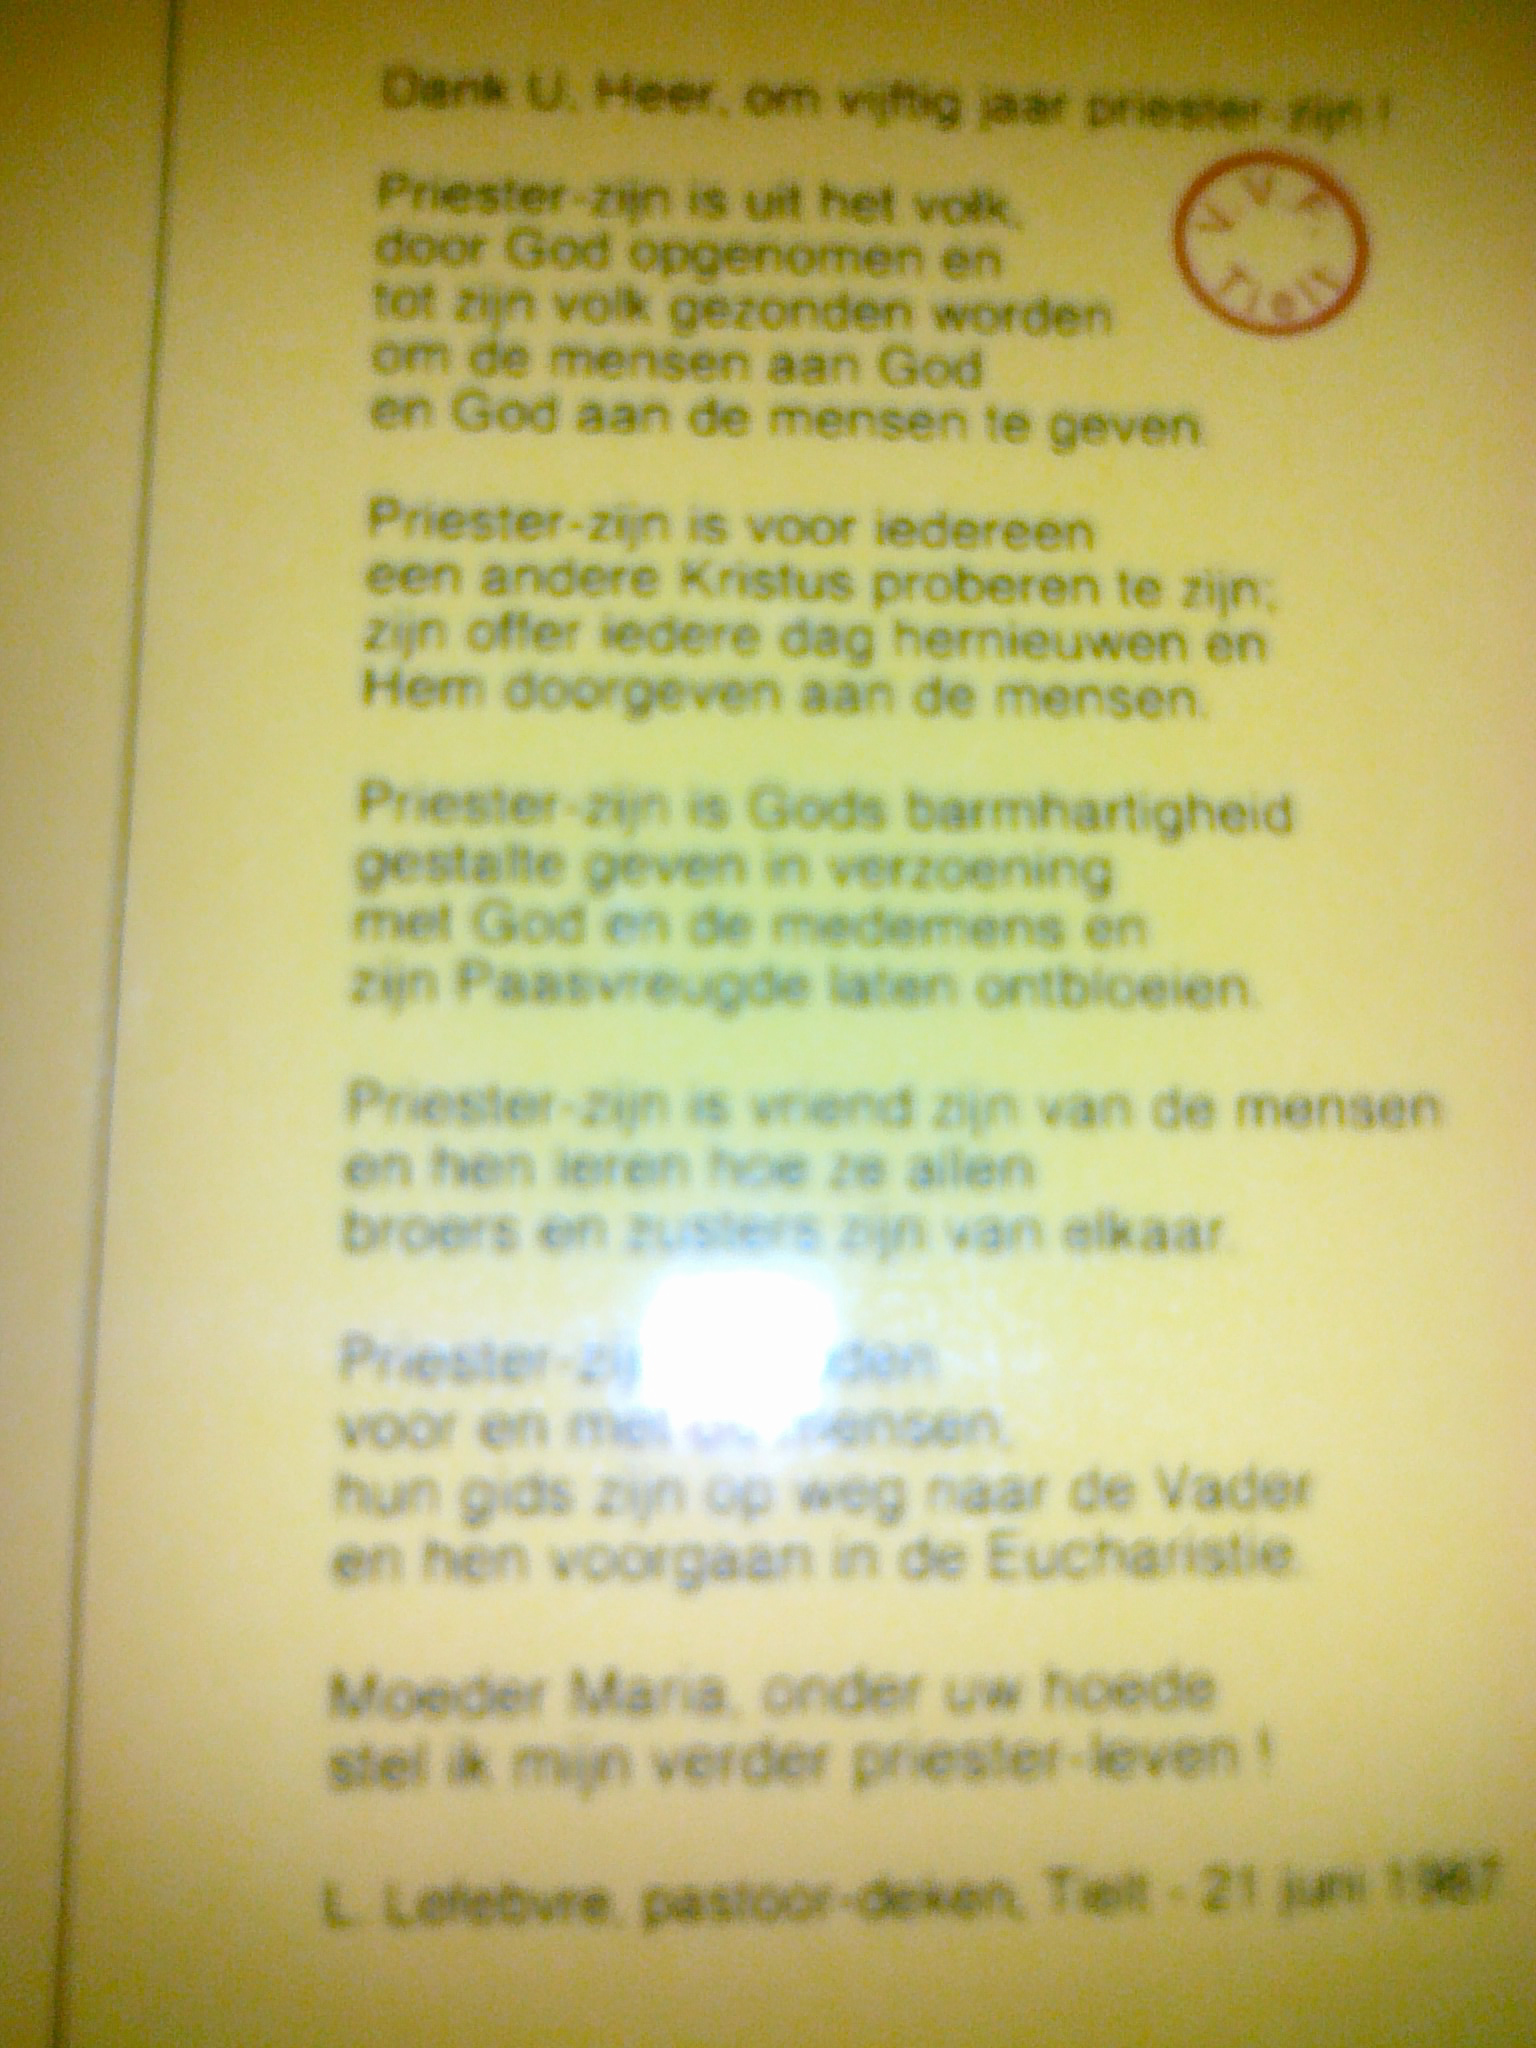 Dank U, Heer, om vijftig jaar priester-zijn !
V.V.F.
Tielt
Priester-zijn is uit het volk,
door God opgenomen en
tot zijn volk gezonden worden
om de mensen aan God
en God aan de mensen te geven.
Priester-zijn is voor iedereen
een andere Kristus proberen te zijn;
zijn offer iedere dag hernieuwen en
Hem doorgeven aan de mensen.
Priester-zijn is Gods barmhartigheid
gestalte geven in verzoening
met God en de medemens en
zijn Paasvreugde laten ontbloeien.
Priester-zijn is vriend zijn van de mensen
en hen leren hoe ze allen
broers en zusters zijn van elkaar.
Priester-zijn
voor en met de mensen,
hun gids zijn op weg naar de Vader
en hen voorgaan in de Eucharistie.
Moeder Maria, onder uw hoede
stel ik mijn verder priester-leven !
L. Lefebvre, pastoor-deken, Tielt - 21 juni 1987